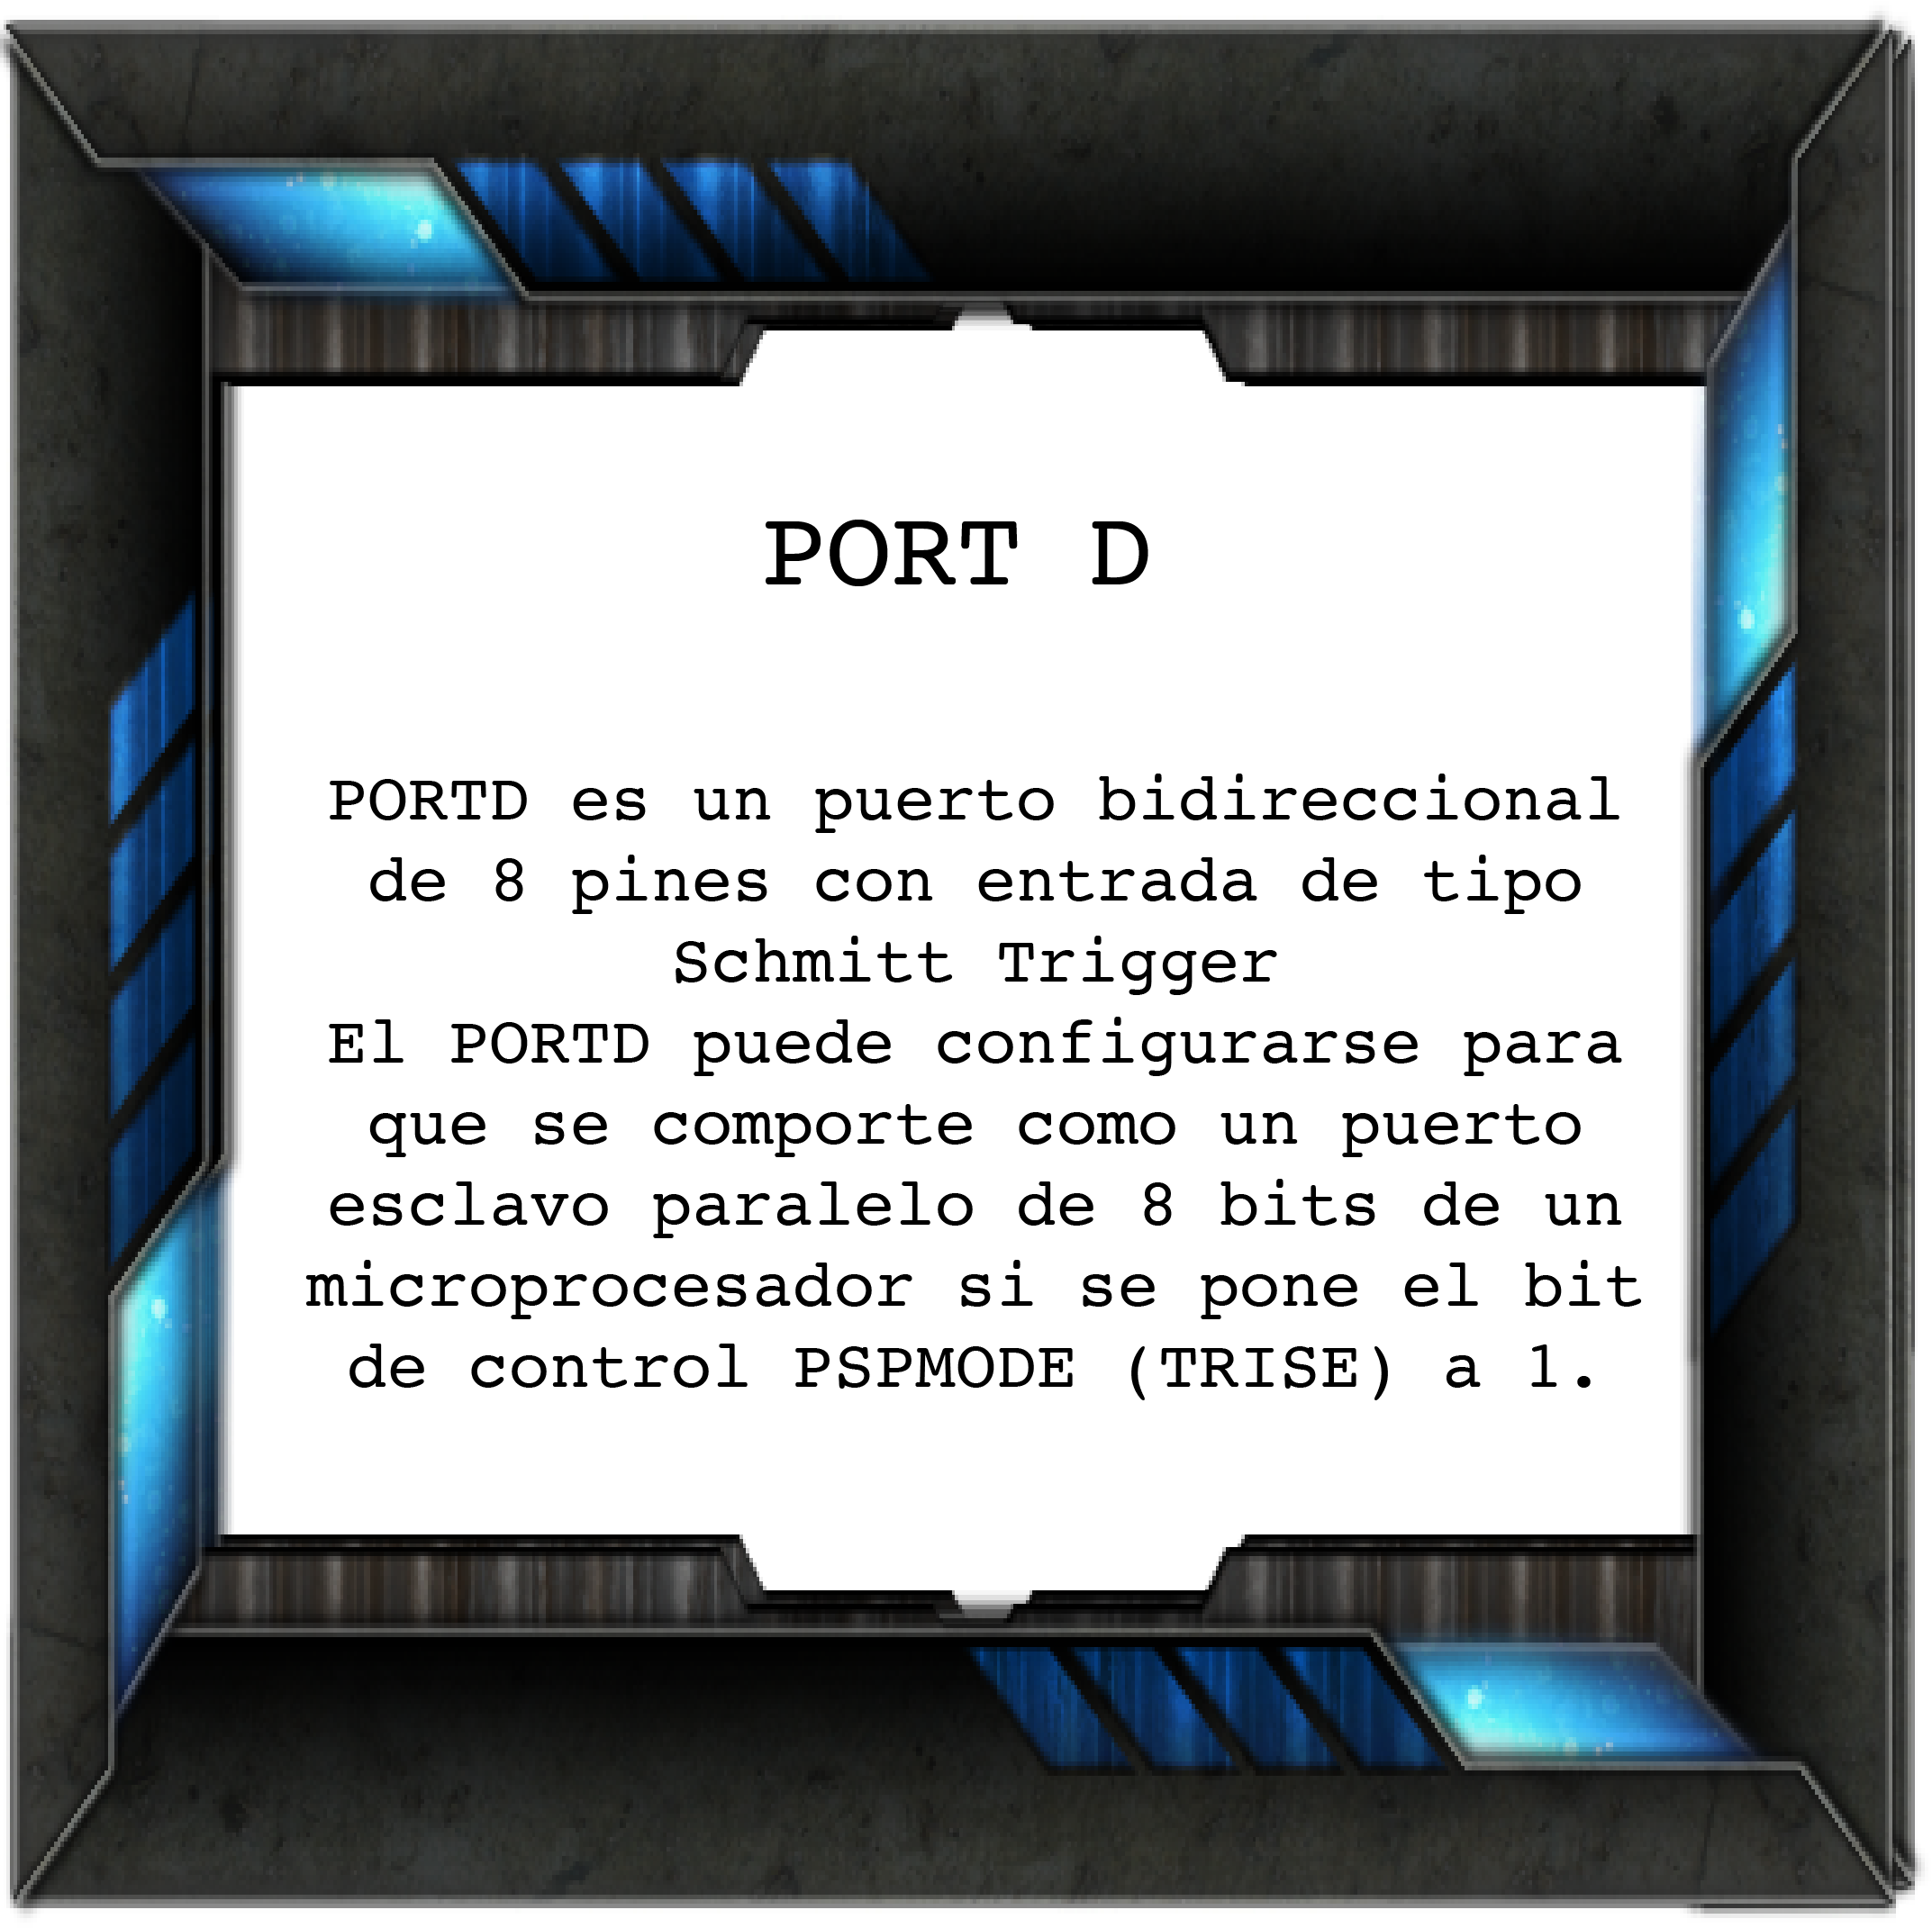 PORT D
PORTD es un puerto bidireccional
de 8 pines con entrada de tipo
Schmitt Trigger
El PORTD puede configurarse para
que se comporte como un puerto
esclavo paralelo de 8 bits de un
microprocesador si se pone el bit
de control PSPMODE (TRISE) a 1.